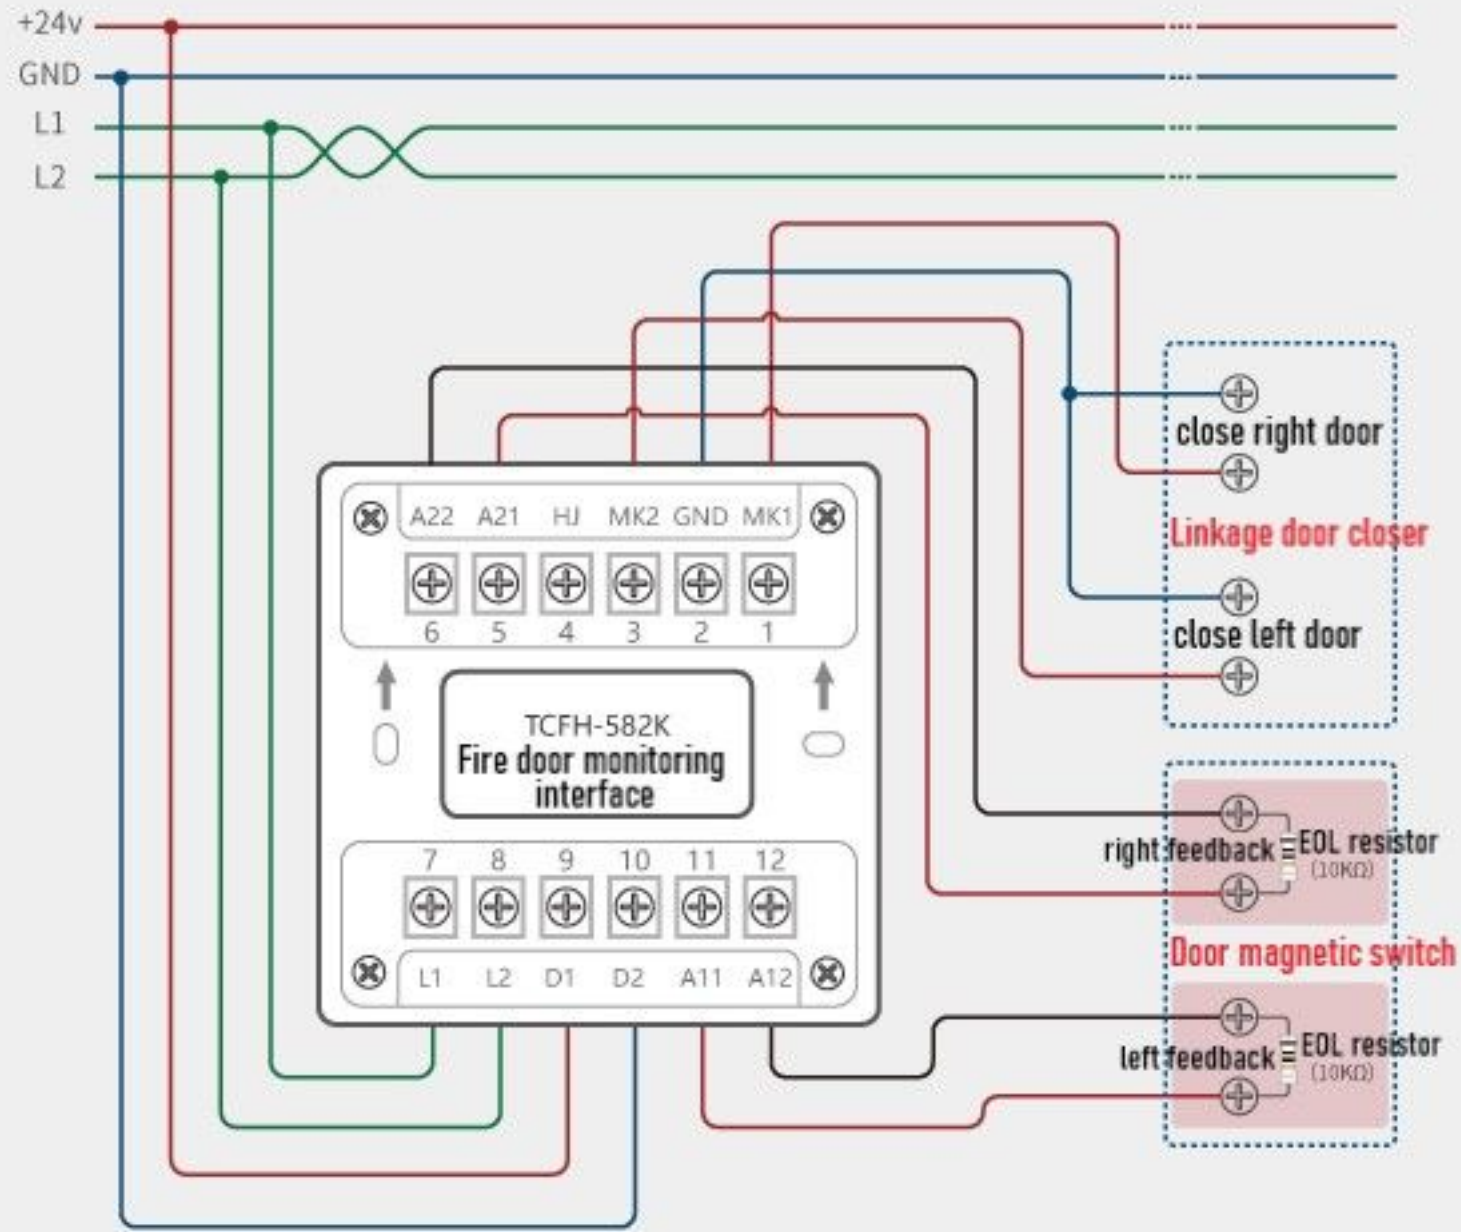 +24v
GND
L1
L2
A22 A21 HJ MK2 GND MK1
6 5 4 3 2 1
TCFH-582K
Fire door monitoring
interface
7 8 9 10 11 12
L1 L2 D1 D2 A11 A12
close right door
Linkage door closer
close left door
right feedback
EOL resistor
(10KΩ)
Door magnetic switch
left feedback
EOL resistor
(10KΩ)